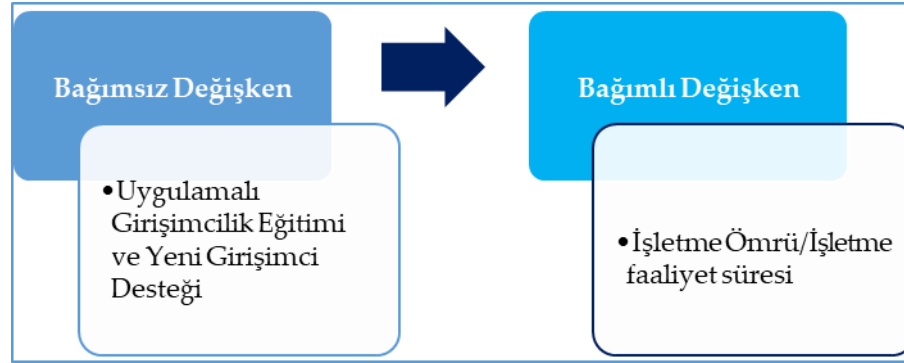 Bağımsız Değişken
•Uygulamalı
Girişimcilik Eğitimi
ve Yeni Girişimci
Desteği
Bağımlı Değişken
•İşletme Ömrü/İşletme
faaliyet süresi